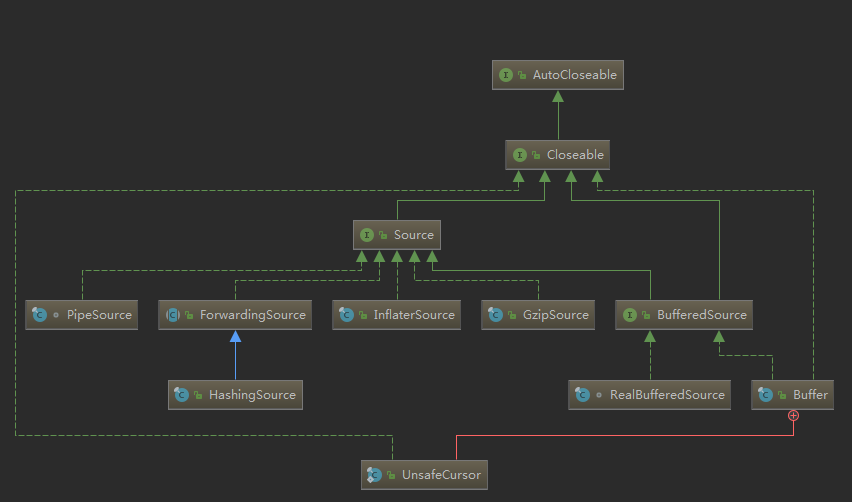 AutoCloseable
Closeable
Source
PipeSource
ForwardingSource
InflaterSource
GzipSource
BufferedSource
HashingSource
RealBufferedSource
Buffer
UnsafeCursor